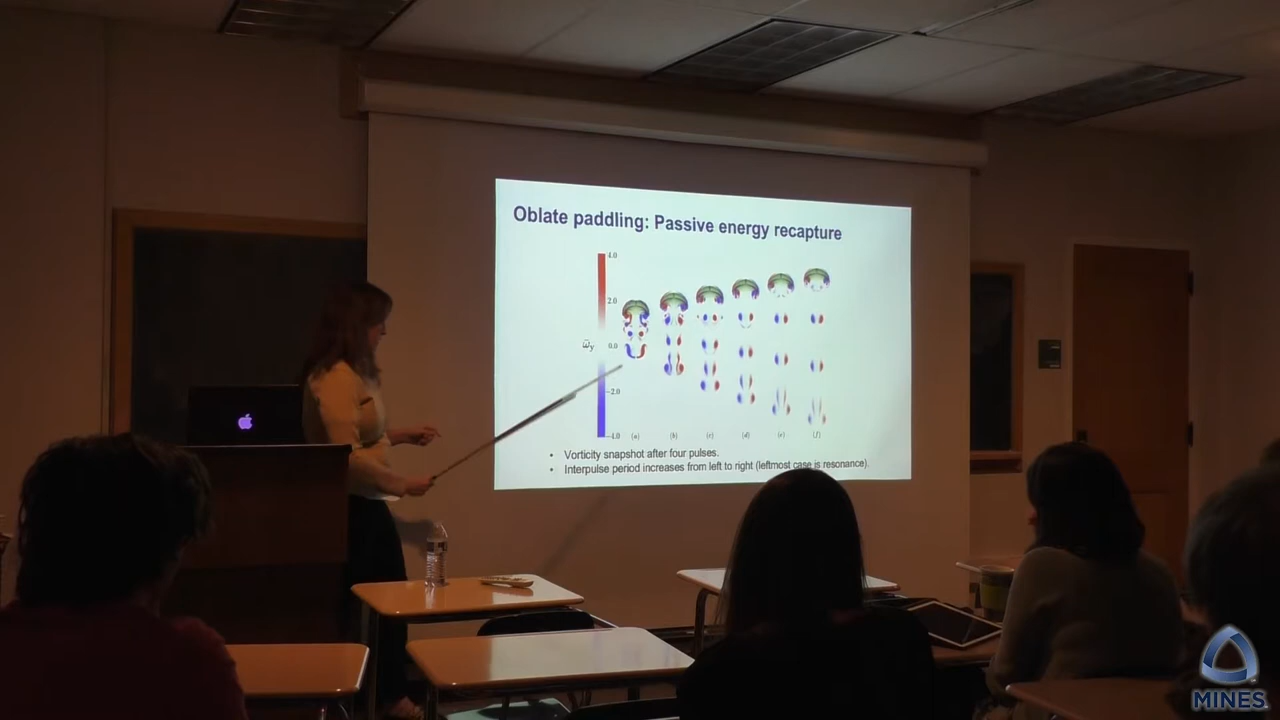 Oblate paddling: Passive energy recapture
4.0
2.0
ω̄y 0.0
-2.0
-4.0
(a) (b) (c) (d) (e) (f)
• Vorticity snapshot after four pulses.
• Interpulse period increases from left to right (leftmost case is resonance).
MINES